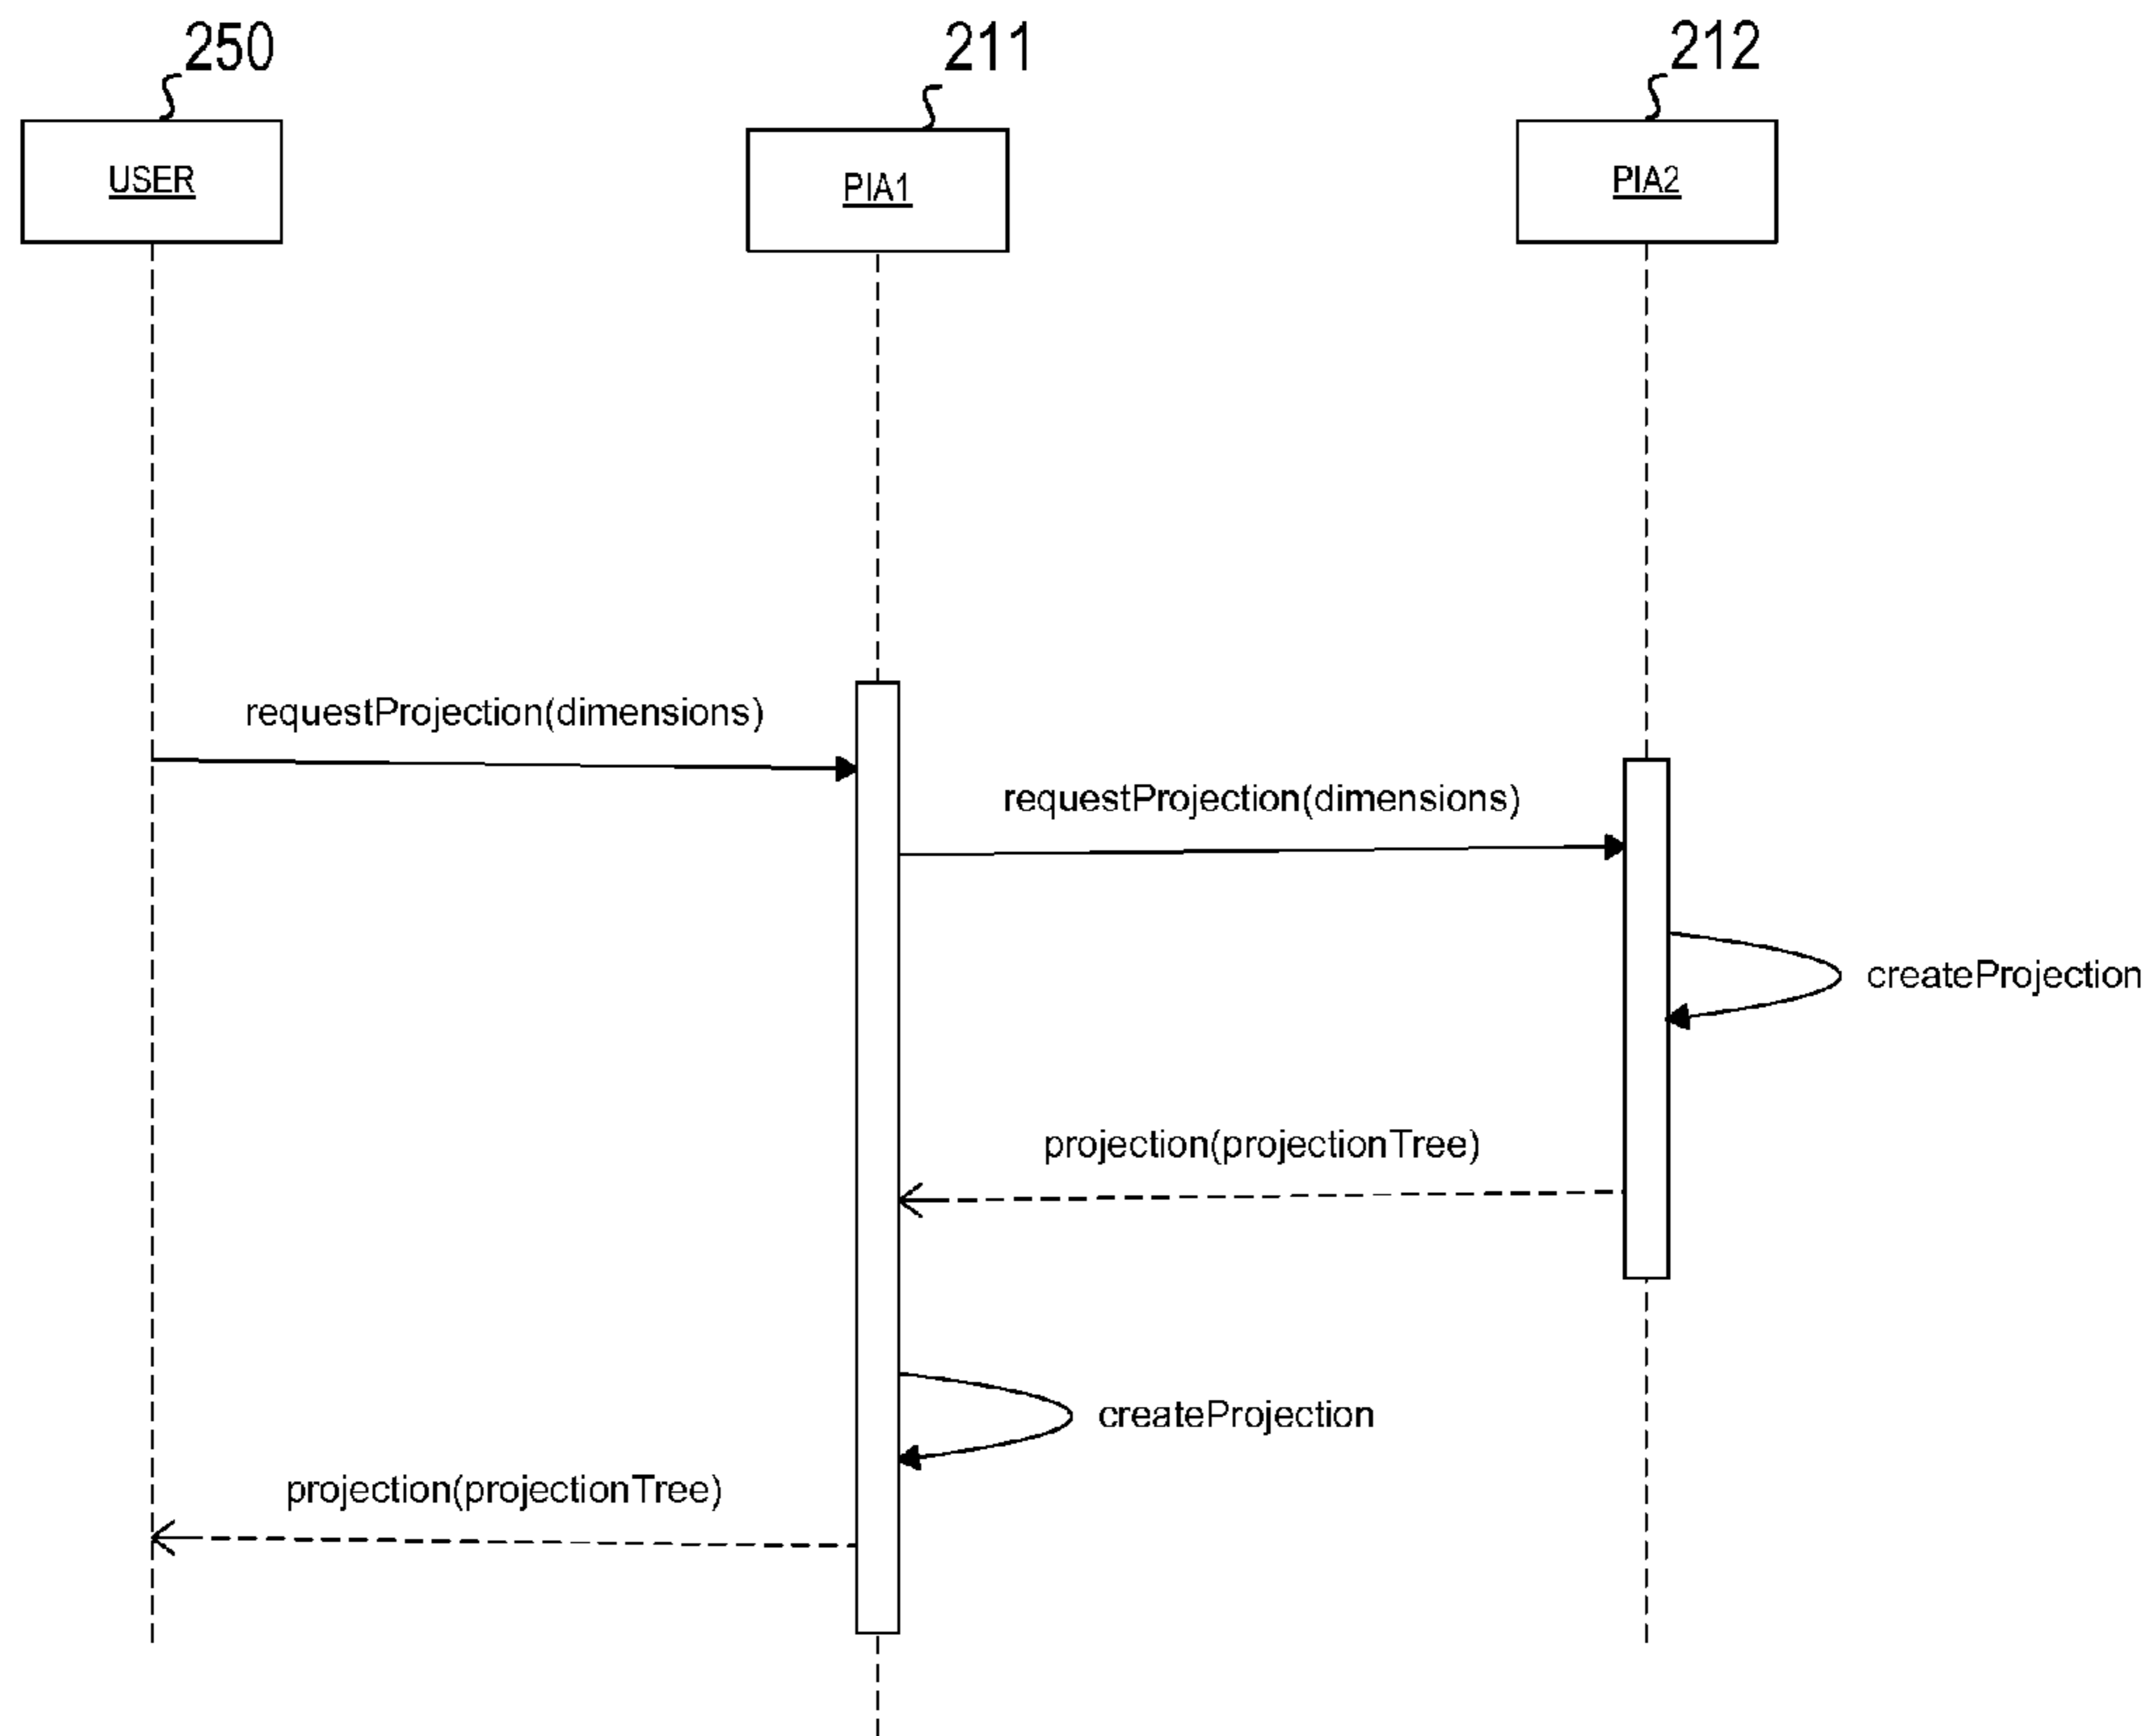 250
211
212
USER
PIA1
PIA2
requestProjection(dimensions)
requestProjection(dimensions)
createProjection
projection(projectionTree)
createProjection
projection(projectionTree)